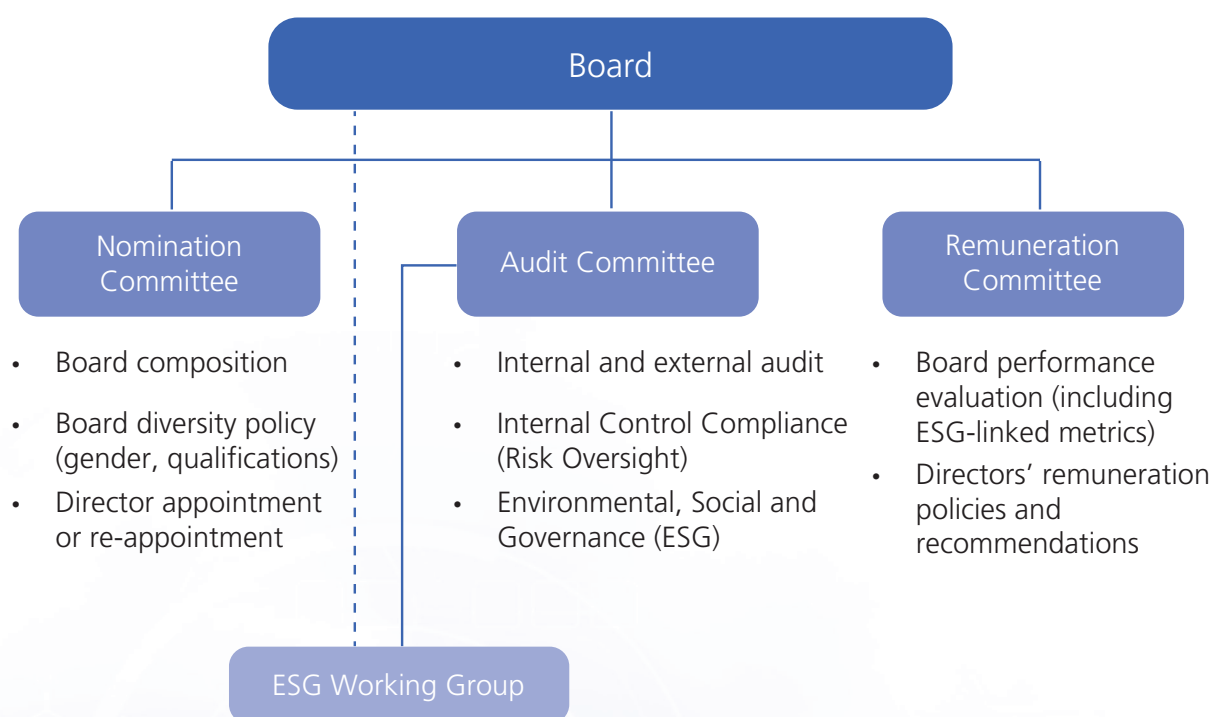 Board
Nomination
Committee
• Board composition
• Board diversity policy
(gender, qualifications)
• Director appointment
or re-appointment
Audit Committee
• Internal and external audit
• Internal Control Compliance
(Risk Oversight)
• Environmental, Social and
Governance (ESG)
Remuneration
Committee
• Board performance
evaluation (including
ESG-linked metrics)
• Directors’ remuneration
policies and
recommendations
ESG Working Group